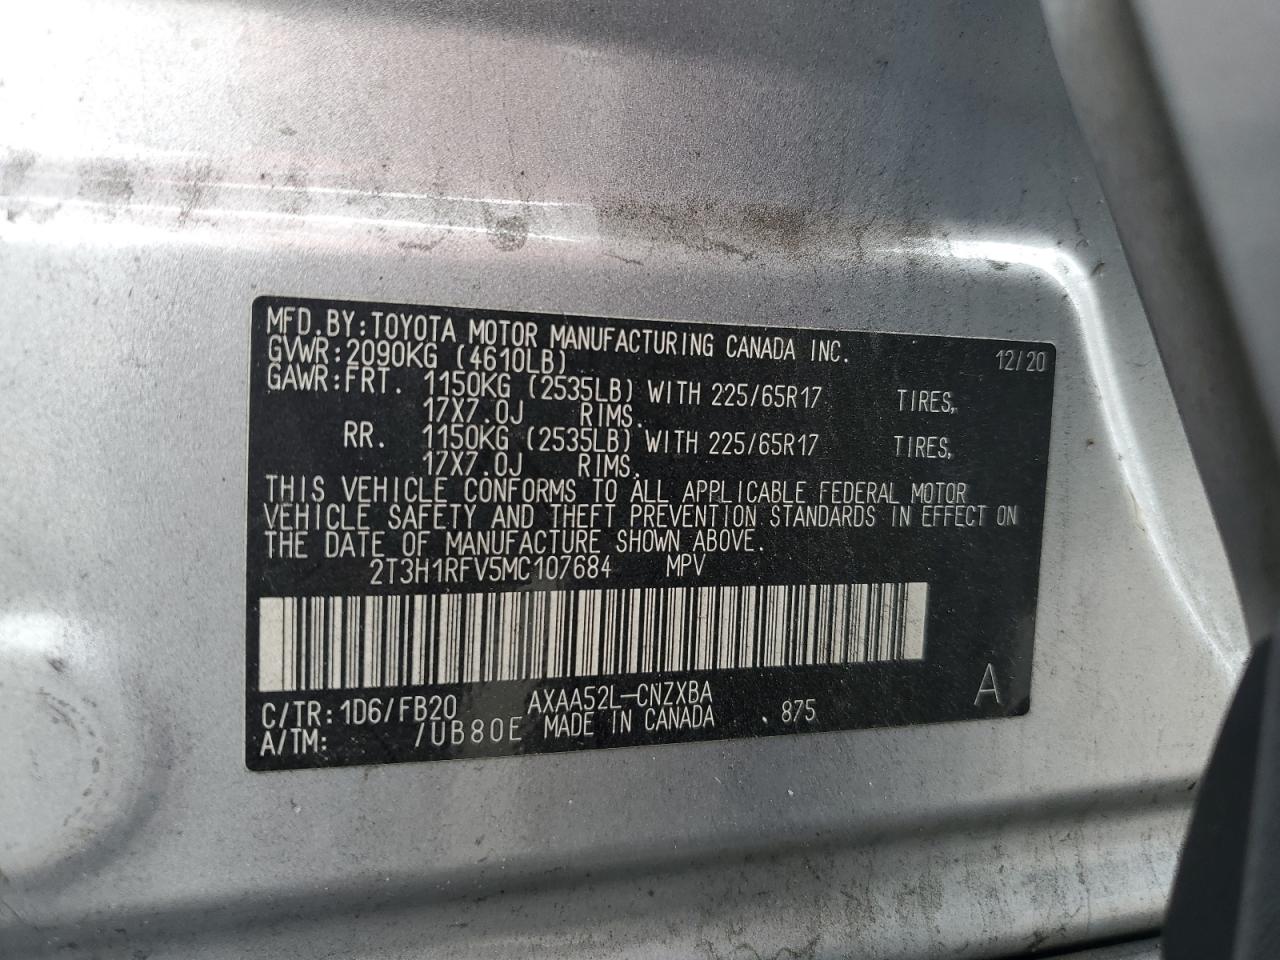 MFD.BY:TOYOTA MOTOR MANUFACTURING CANADA INC. 12/20
GVWR:2090KG (4610LB)
GAWR:FRT. 1150KG (2535LB) WITH 225/65R17 TIRES,
17X7.0J RIMS.
RR. 1150KG (2535LB) WITH 225/65R17 TIRES,
17X7.0J RIMS.
THIS VEHICLE CONFORMS TO ALL APPLICABLE FEDERAL MOTOR
VEHICLE SAFETY AND THEFT PREVENTION STANDARDS IN EFFECT ON
THE DATE OF MANUFACTURE SHOWN ABOVE.
2T3H1RFV5MC107684 MPV
C/TR:1D6/FB20 AXAA52L-CNZXBA A
A/TM: /UB80E MADE IN CANADA .875